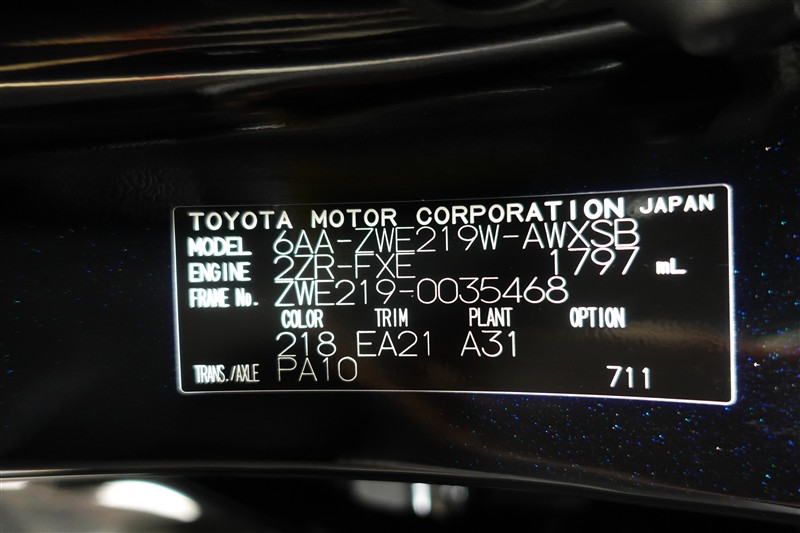 TOYOTA MOTOR CORPORATION JAPAN
MODEL 6AA-ZWE219W-AWXSB
ENGINE 2ZR-FXE 1797 mL
FRAME No. ZWE219-0035468
COLOR TRIM PLANT OPTION
218 EA21 A31
TRANS./AXLE PA10 711